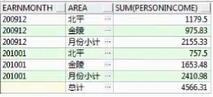 EARNMONTH AREA SUM(PERSONINCOME)
200912 北平 1179.5
200912 金陵 975.83
200912 月份小计 2155.33
201001 北平 757.5
201001 金陵 1653.48
201001 月份小计 2410.98
总计 4566.31